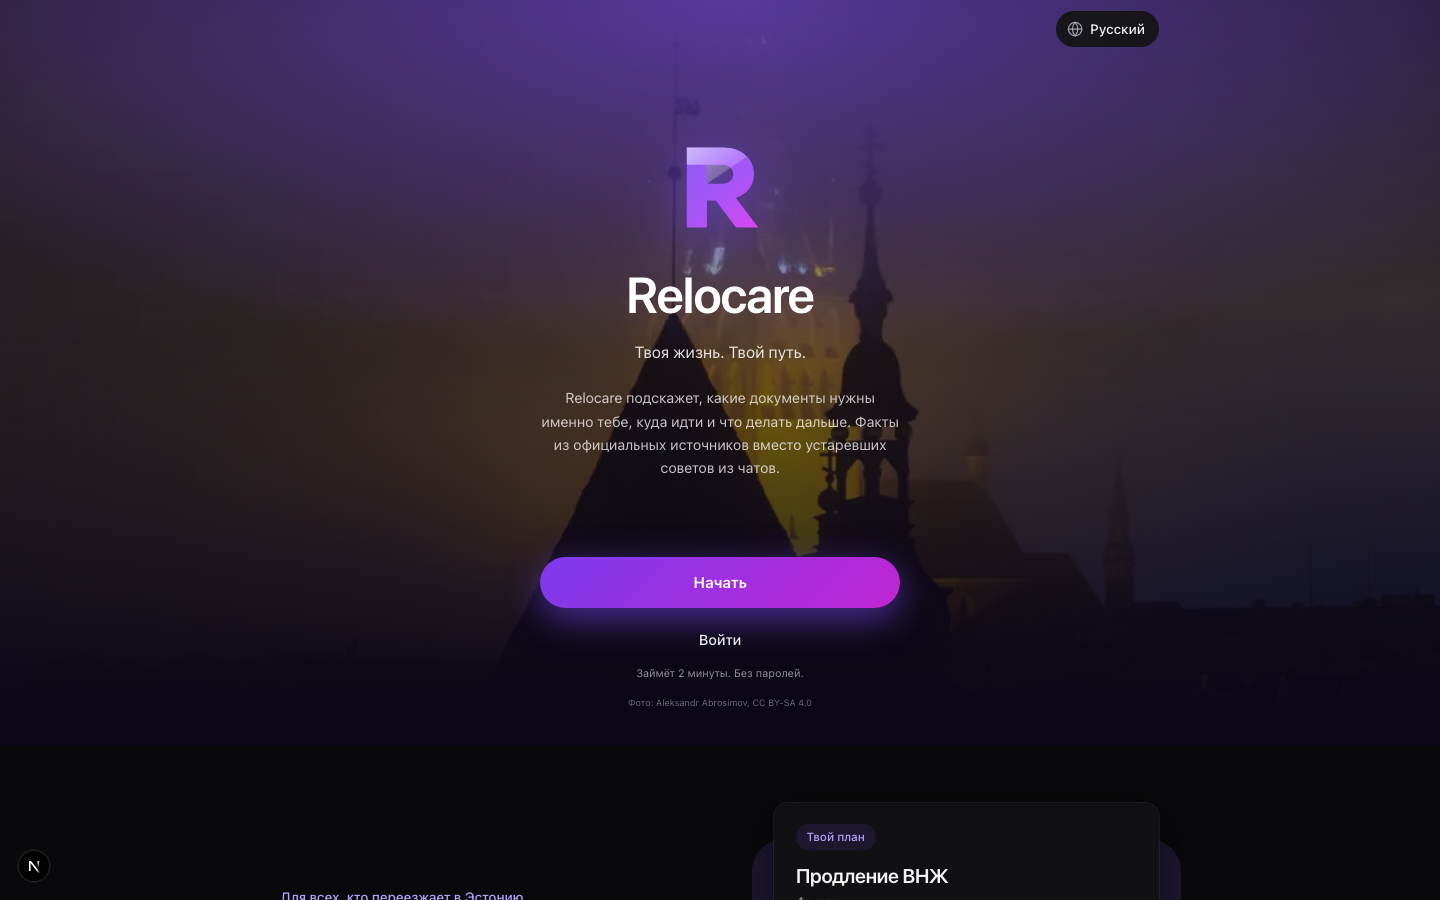 Русский
R
Relocare
Твоя жизнь. Твой путь.
Relocare подскажет, какие документы нужны
именно тебе, куда идти и что делать дальше. Факты
из официальных источников вместо устаревших
советов из чатов.
Начать
Войти
Займёт 2 минуты. Без паролей.
Фото: Aleksandr Abrosimov, CC BY-SA 4.0
Твой план
Продление ВНЖ
Для всех, кто переезжает в Эстонию
N